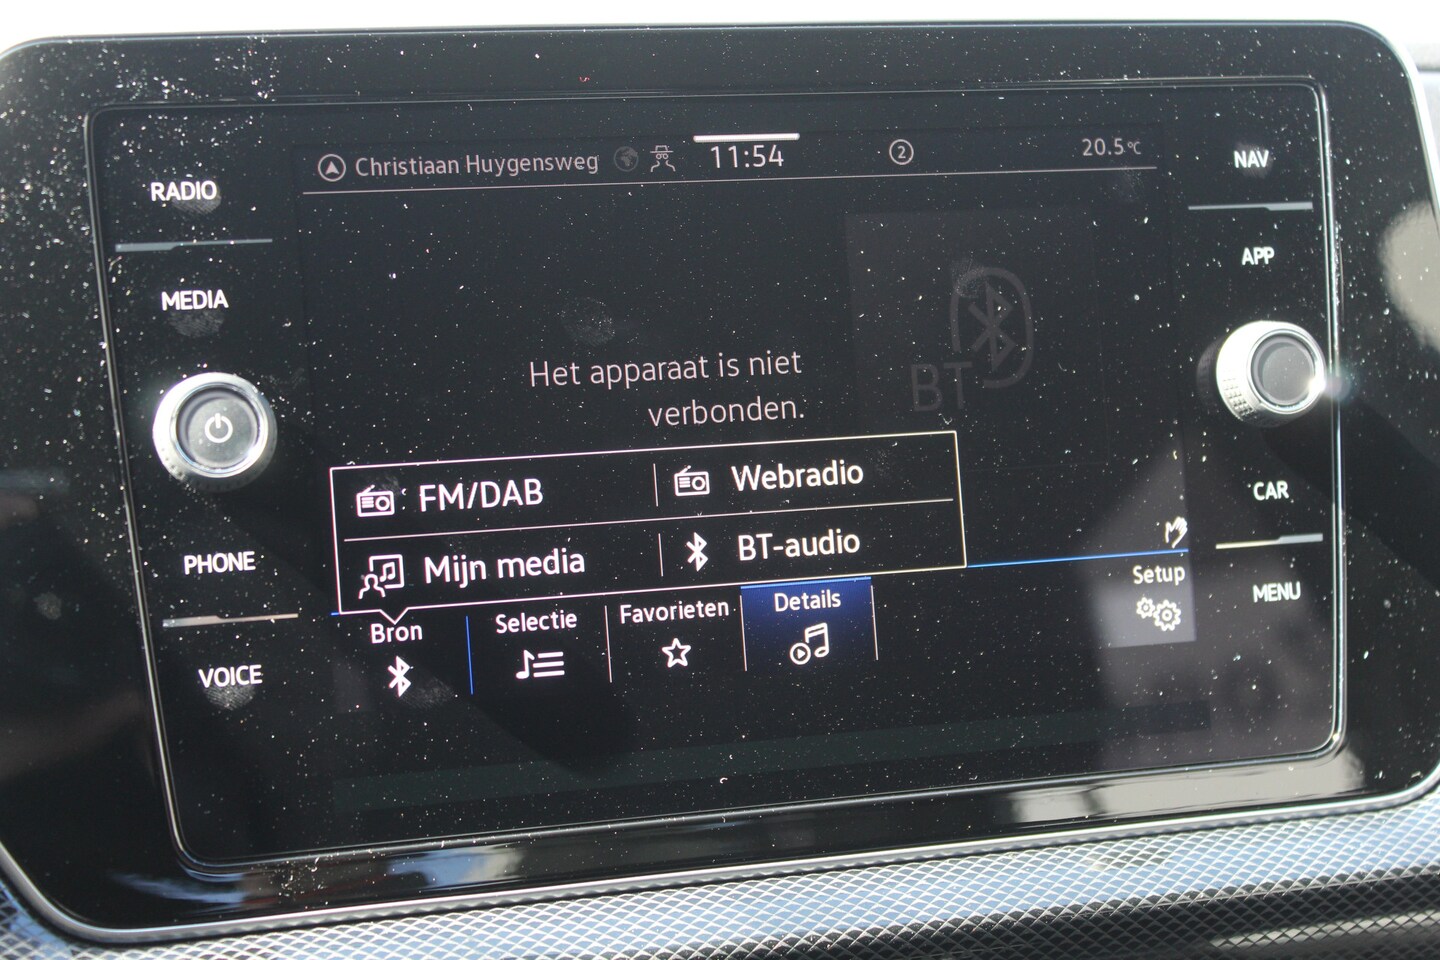 RADIO
MEDIA
PHONE
VOICE
Christiaan Huygensweg
11:54
2
20.5°C
Het apparaat is niet
verbonden.
BT
FM/DAB
Webradio
Mijn media
BT-audio
Bron
Selectie
Favorieten
Details
Setup
NAV
APP
CAR
MENU